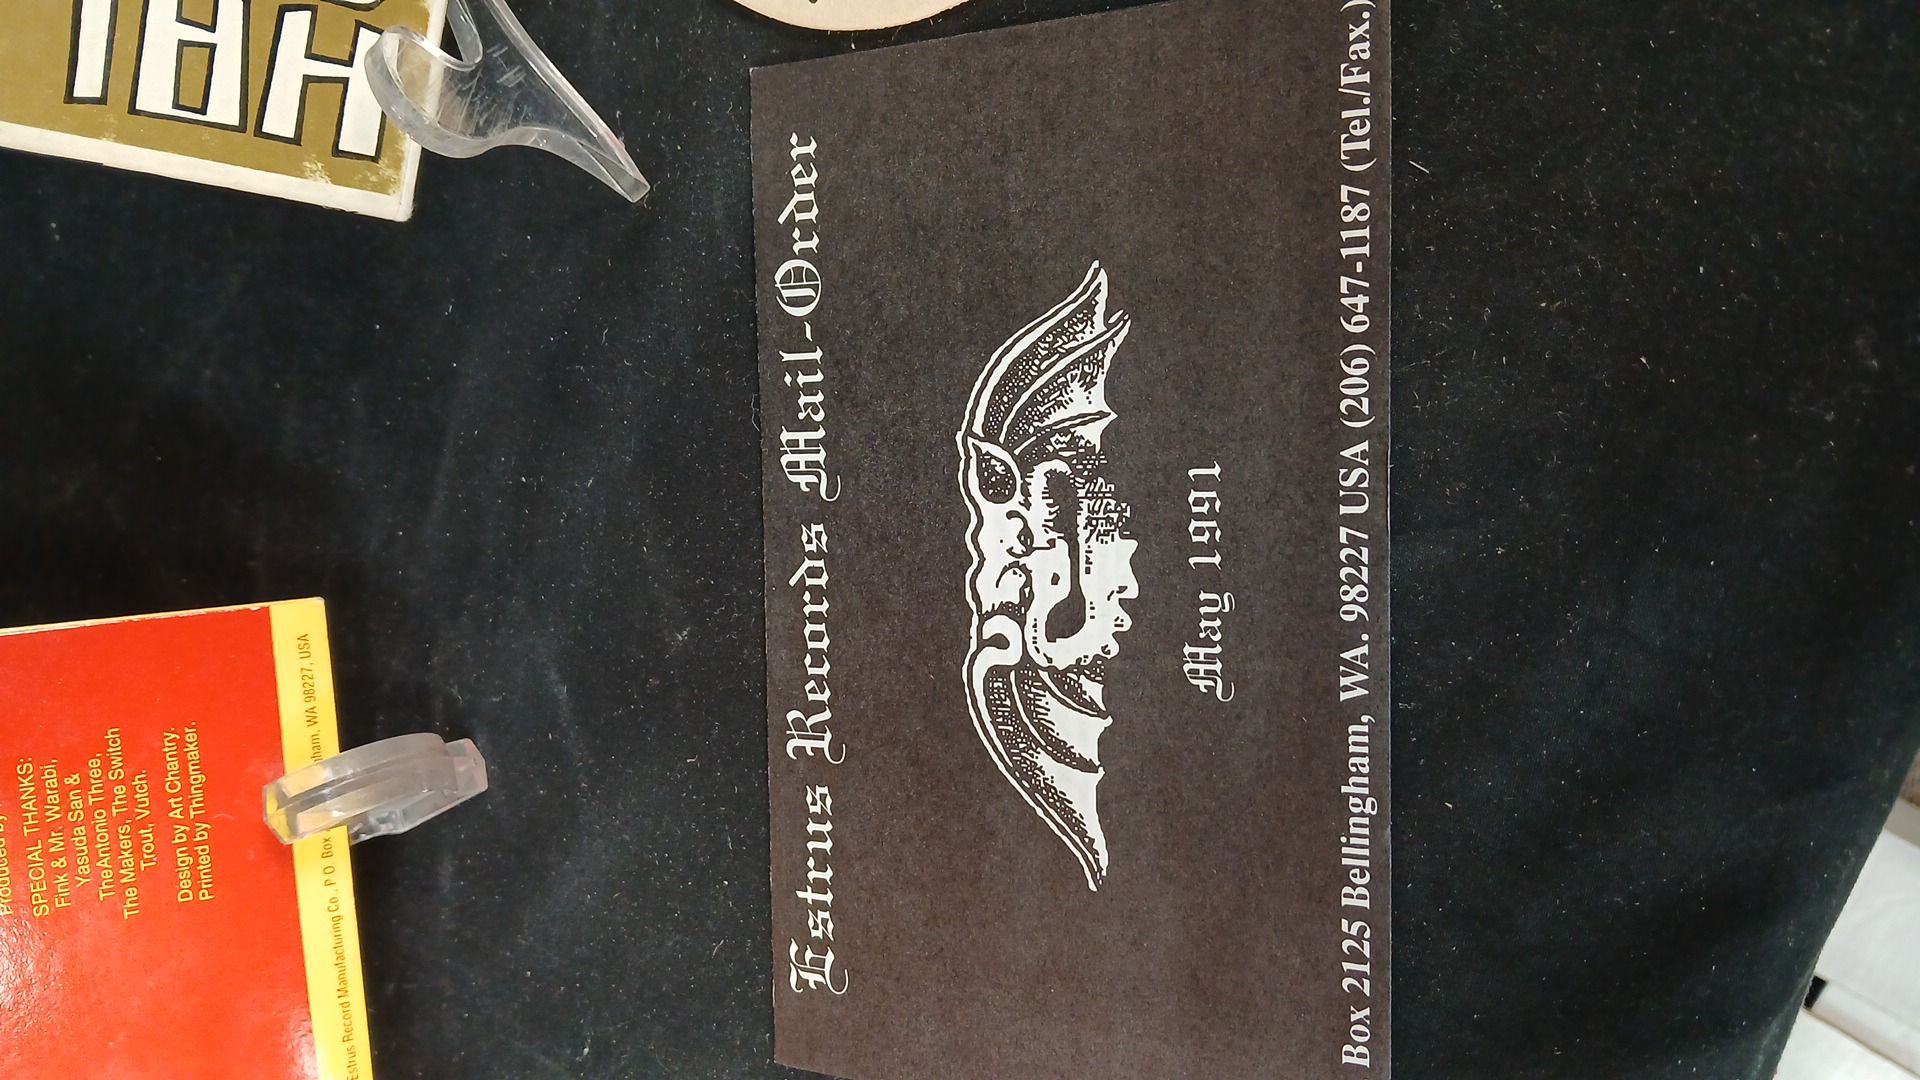 Estrus Records Mail-Order
May 1991
Box 2125 Bellingham, WA. 98227 USA (206) 647-1187 (Tel./Fax.)
SPECIAL THANKS:
Fink & Mr. Warabi,
Yasuda San &
TheAntonio Three,
The Makers, The Switch
Trout, Vutch.
Design by Art Chantry.
Printed by Thingmaker.
Estrus Record Manufacturing Co., P.O. Box WA 98227, USA